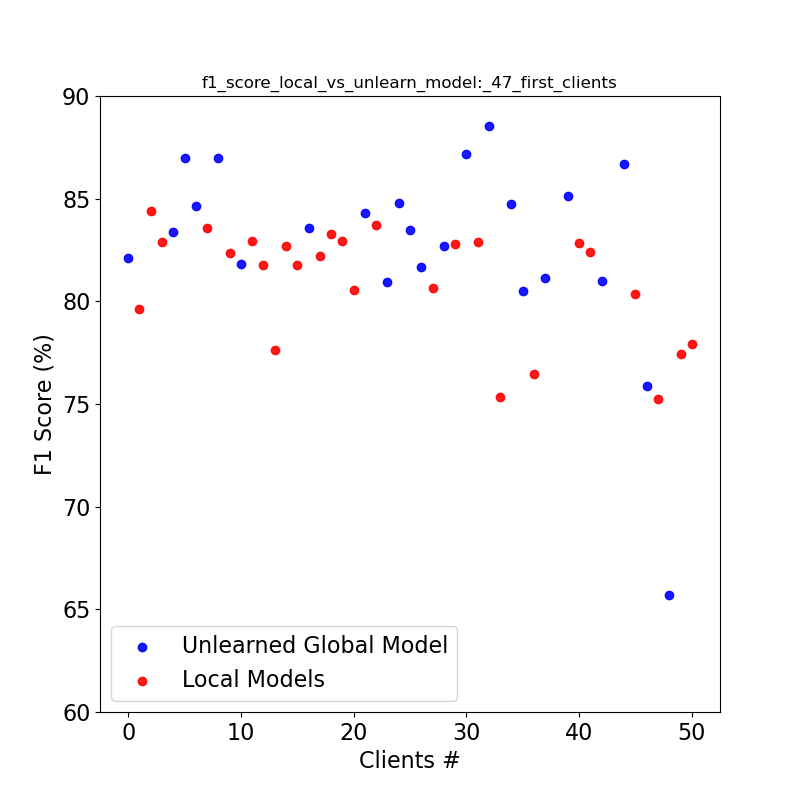 f1_score_local_vs_unlearn_model:_47_first_clients
90
85
80
75
70
65
60
F1 Score (%)
Unlearned Global Model
Local Models
0 10 20 30 40 50
Clients #